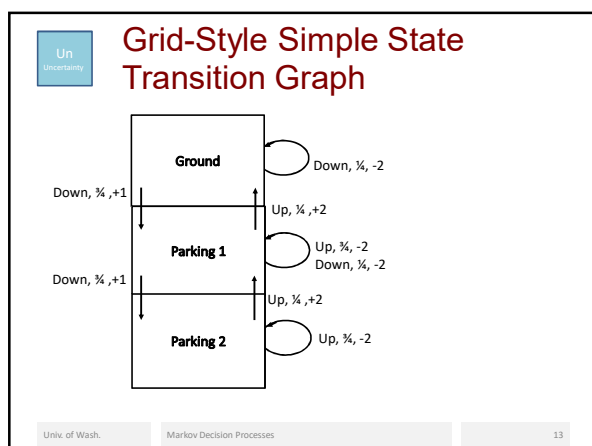 Un
Uncertainty
Grid-Style Simple State
Transition Graph
Ground
Down, ¼, -2
Down, ¾ ,+1
Up, ¼ ,+2
Parking 1
Up, ¾, -2
Down, ¼, -2
Down, ¾ ,+1
Up, ¼ ,+2
Parking 2
Up, ¾, -2
Univ. of Wash.
Markov Decision Processes
13